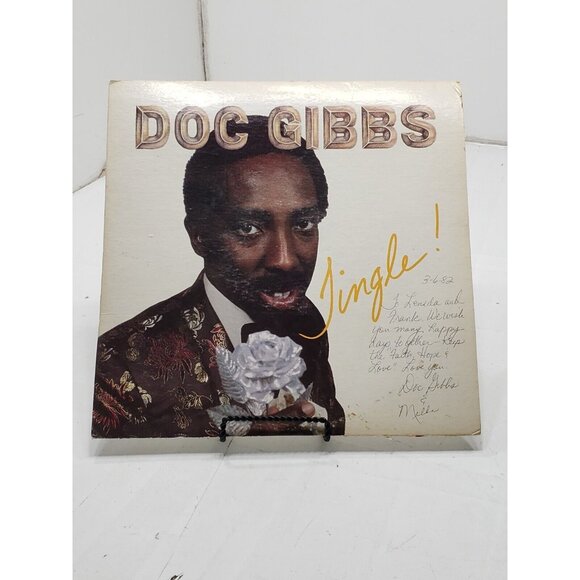 DOC GIBBS
Jingle!
3-6-82
To Lenida and
Frank. We wish
you many happy
days together - Keep
the Faith, Hope &
Love! Love you
Doc Gibbs
&